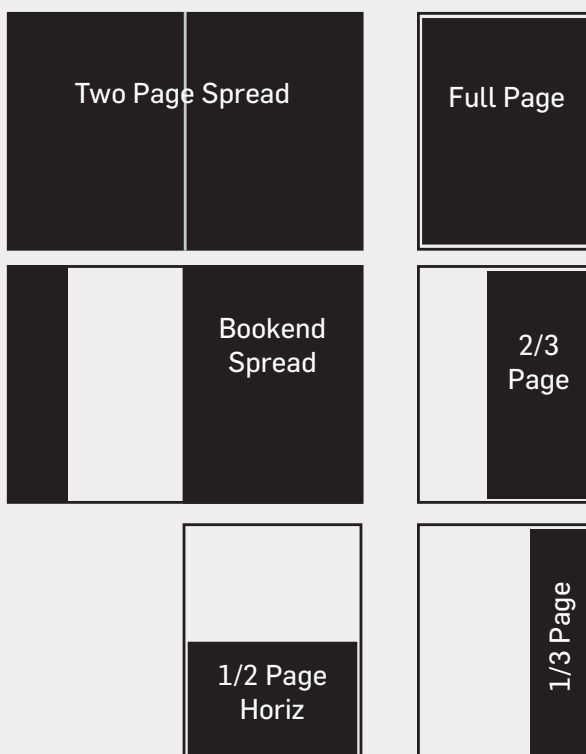 Two Page Spread
Full Page
Bookend
Spread
2/3
Page
1/2 Page
Horiz
1/3 Page